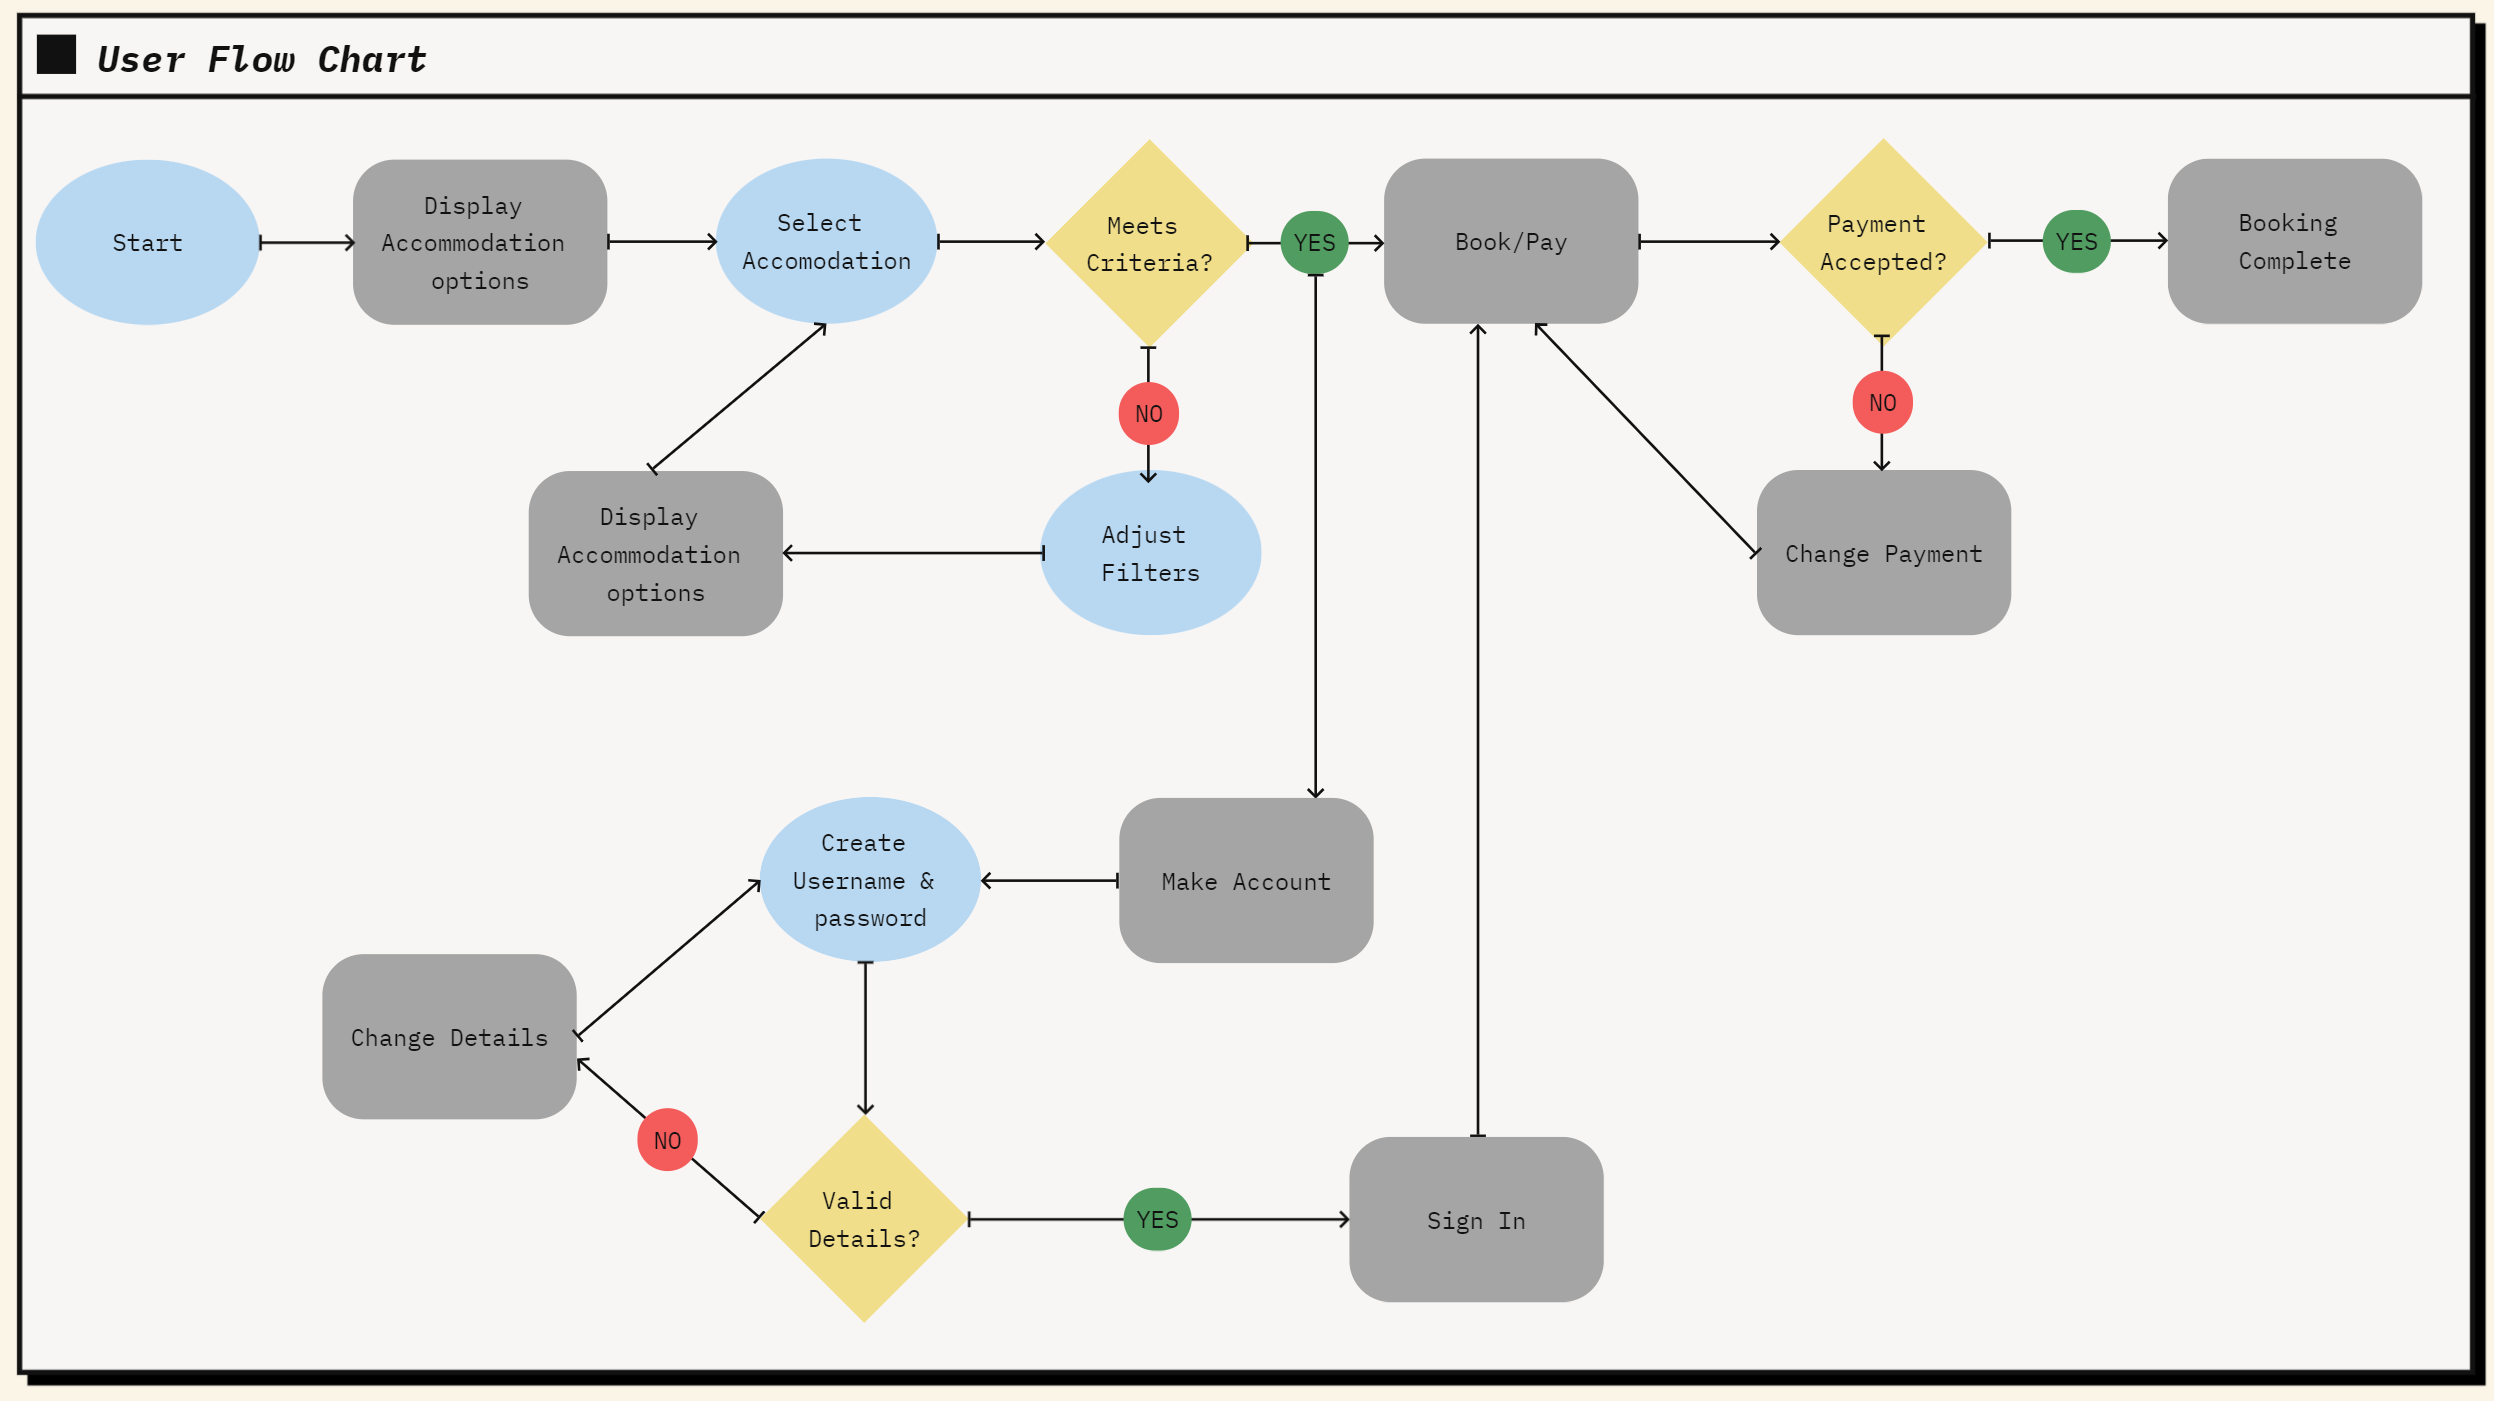 User Flow Chart
Start
Display
Accommodation
options
Select
Accomodation
Meets
Criteria?
YES
Book/Pay
Payment
Accepted?
YES
Booking
Complete
NO
NO
Display
Accommodation
options
Adjust
Filters
Change Payment
Create
Username &
password
Make Account
Change Details
NO
Valid
Details?
YES
Sign In